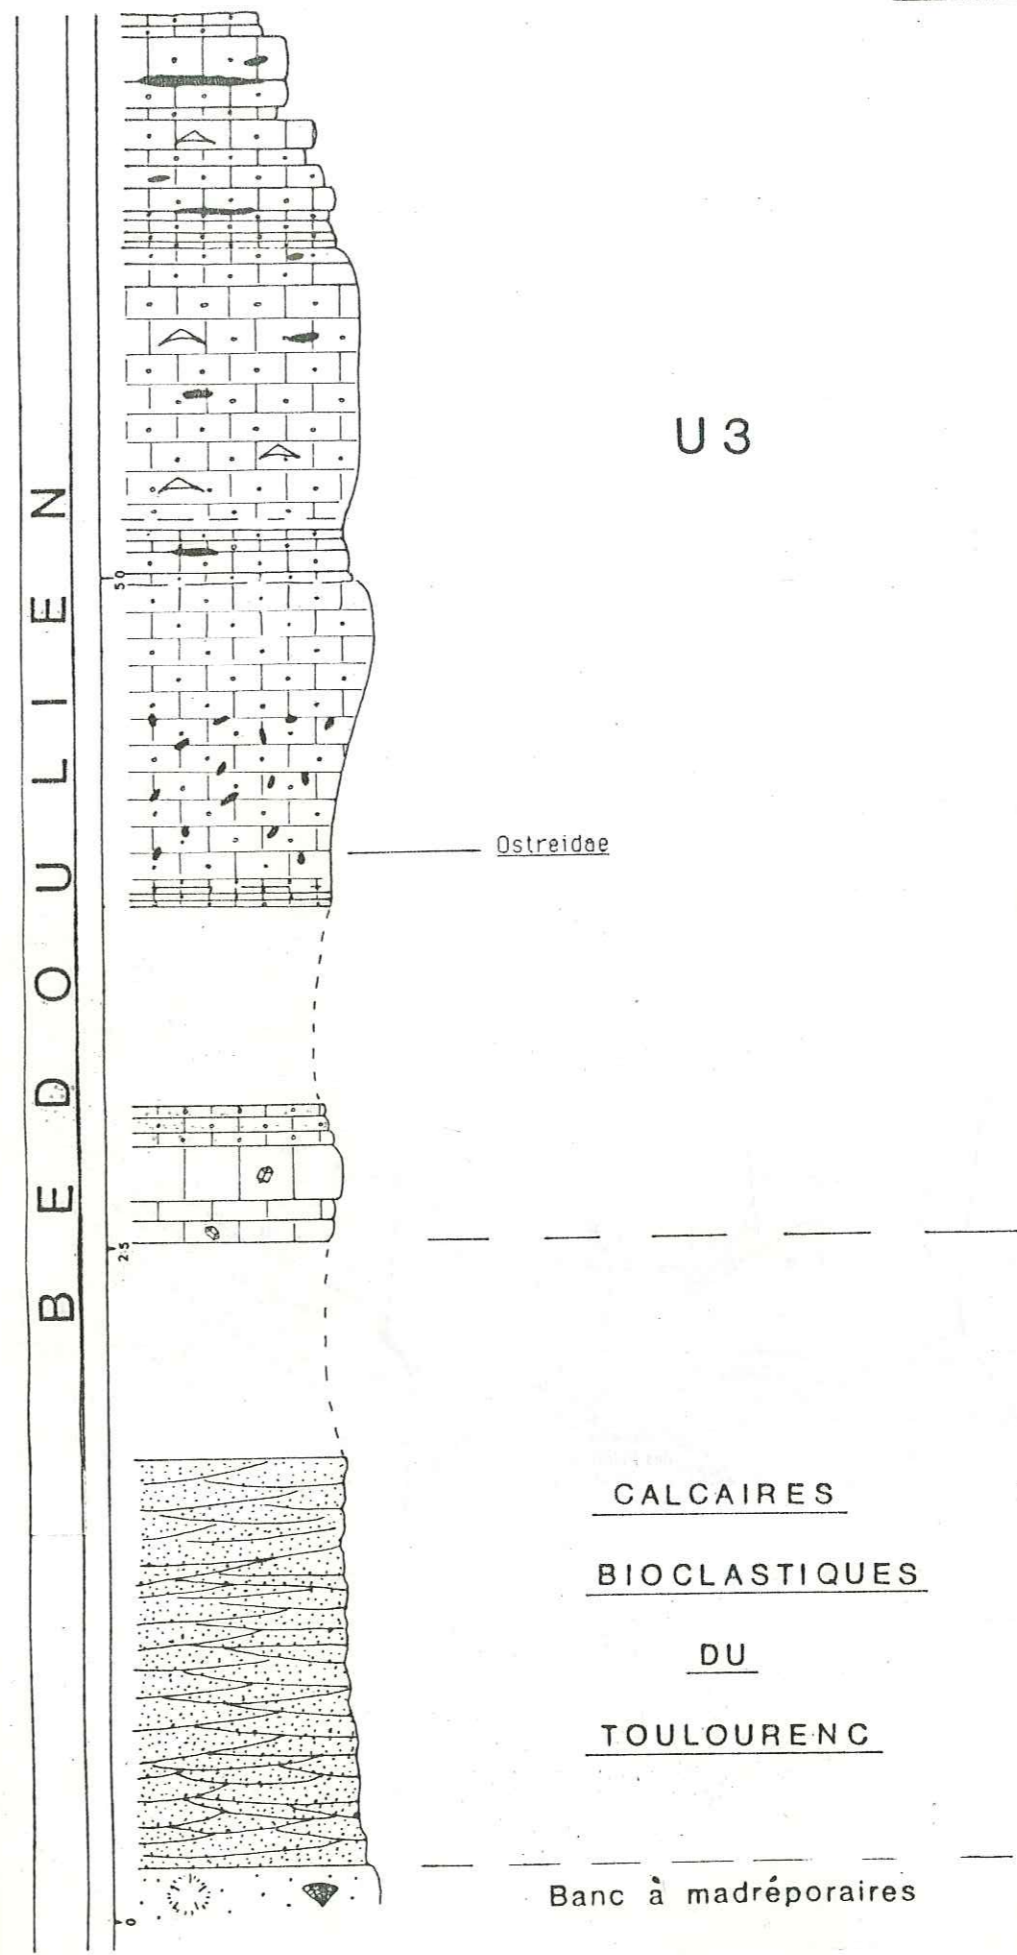 BEDOULIEN
U3
50
Ostreidae
25
CALCAIRES
BIOCLASTIQUES
DU
TOULOURENC
Banc à madréporaires
0